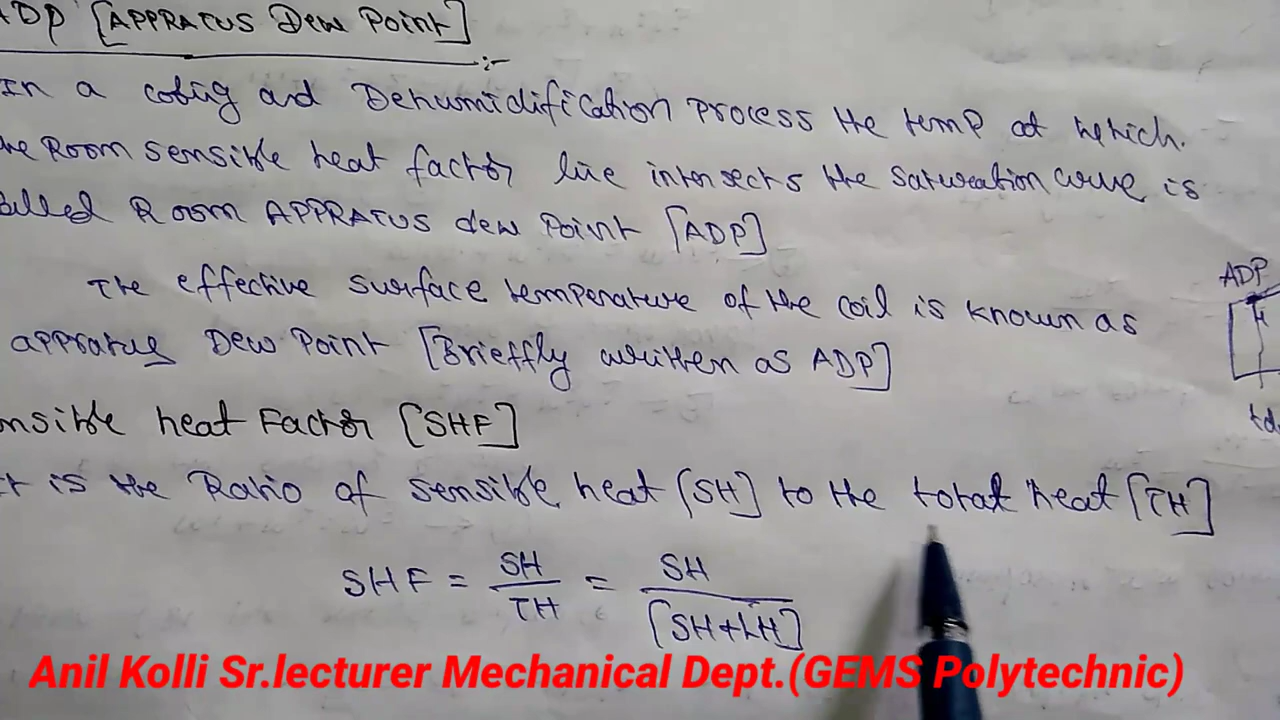 ADP [APPRATUS Dew Point] :-
In a colig and Dehumidification process the temp at which.
the Room sensible heat factor line intersects the saturation curve is
called Room APPRATUS dew Point [ADP]
The effective surface temperature of the coil is known as
appratus Dew Point [Brieffly written as ADP]
ADP
td
nsible heat Factor [SHF]
It is the Ratio of sensible heat [SH] to the total heat [TH]
SHF = SH/TH = SH/[SH+LH]
Anil Kolli Sr.lecturer Mechanical Dept.(GEMS Polytechnic)